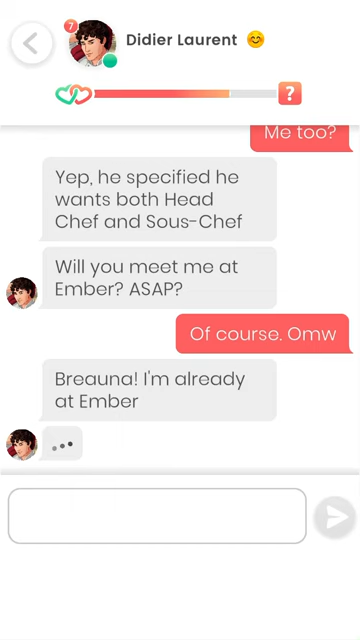 7
Didier Laurent 😊
?
Me too?
Yep, he specified he
wants both Head
Chef and Sous-Chef
Will you meet me at
Ember? ASAP?
Of course. Omw
Breauna! I'm already
at Ember
...